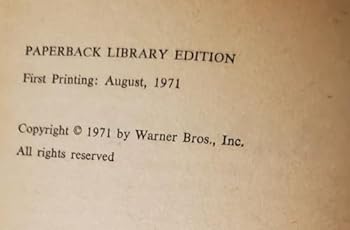 PAPERBACK LIBRARY EDITION
First Printing: August, 1971
Copyright © 1971 by Warner Bros., Inc.
All rights reserved